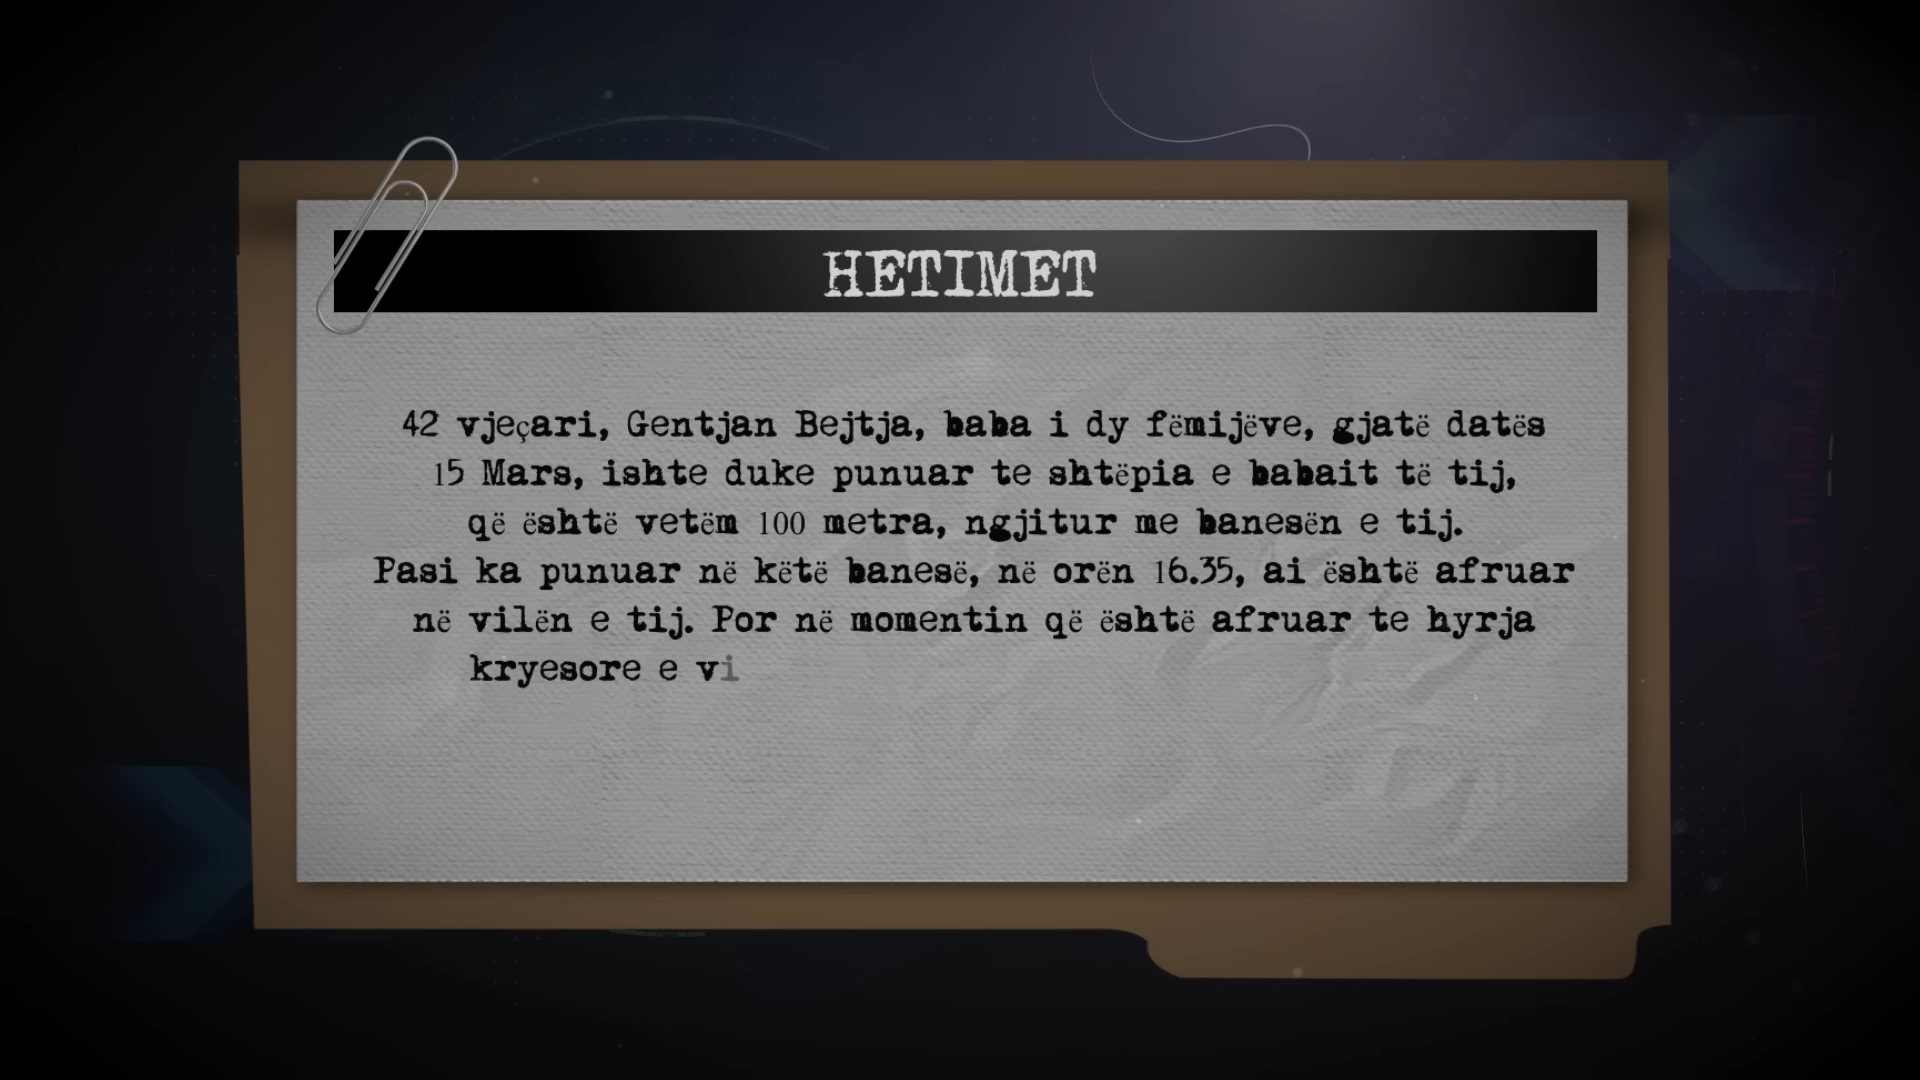 HETIMET
42 vjeçari, Gentjan Bejtja, baba i dy fëmijëve, gjatë datës
15 Mars, ishte duke punuar te shtëpia e babait të tij,
që është vetëm 100 metra, ngjitur me banesën e tij.
Pasi ka punuar në këtë banesë, në orën 16.35, ai është afruar
në vilën e tij. Por në momentin që është afruar te hyrja
kryesore e vi